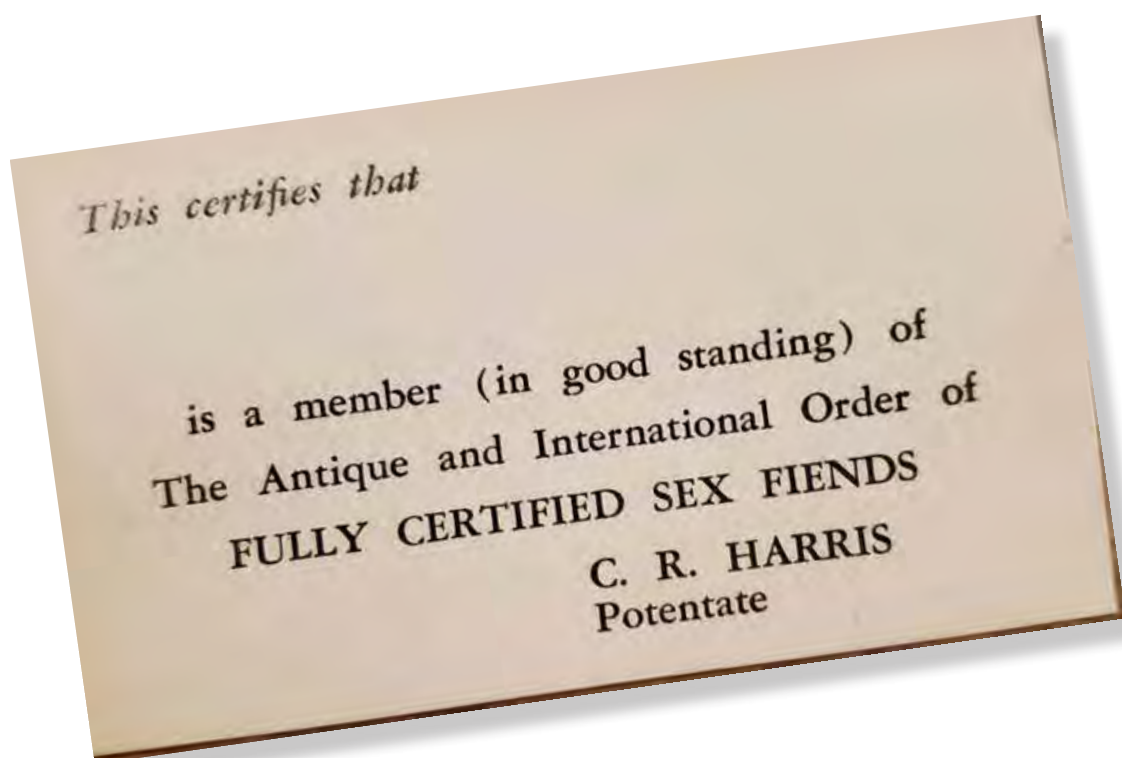 This certifies that
is a member (in good standing) of
The Antique and International Order of
FULLY CERTIFIED SEX FIENDS
C. R. HARRIS
Potentate